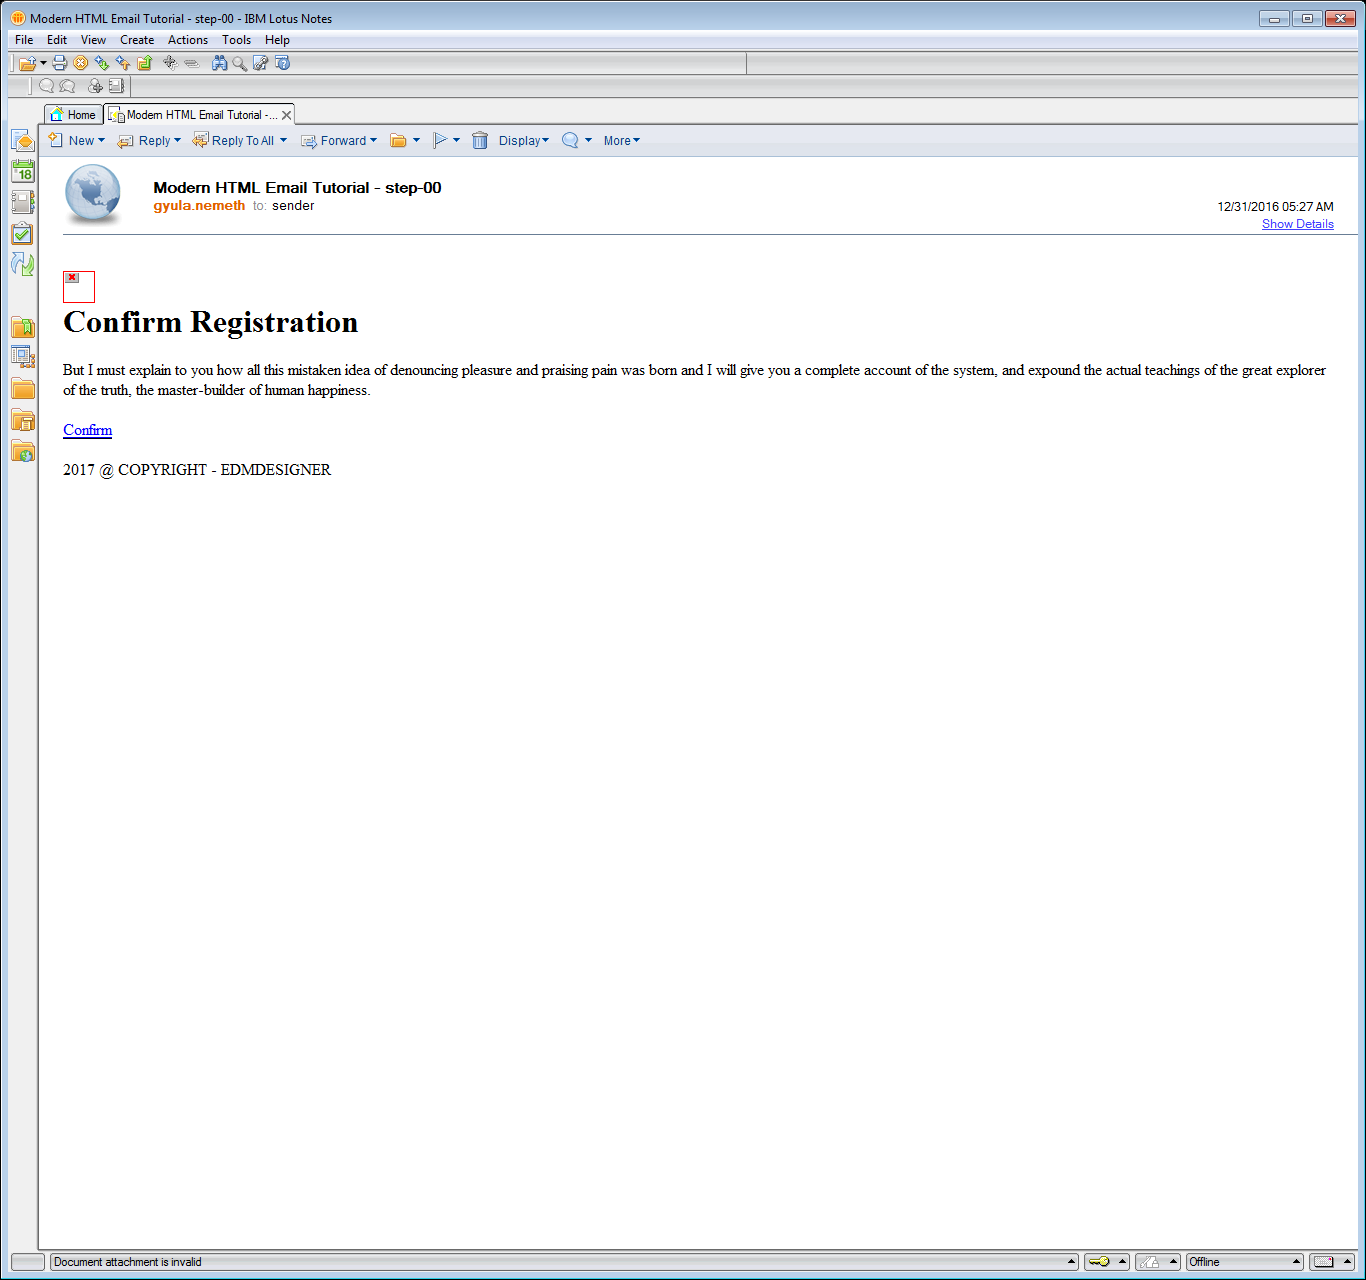 Modern HTML Email Tutorial - step-00 - IBM Lotus Notes
File Edit View Create Actions Tools Help
Home Modern HTML Email Tutorial -...
New Reply Reply To All Forward Display More
18
Modern HTML Email Tutorial - step-00
gyula.nemeth to: sender
12/31/2016 05:27 AM
Show Details
Confirm Registration
But I must explain to you how all this mistaken idea of denouncing pleasure and praising pain was born and I will give you a complete account of the system, and expound the actual teachings of the great explorer
of the truth, the master-builder of human happiness.
Confirm
2017 @ COPYRIGHT - EDMDESIGNER
Document attachment is invalid
Offline